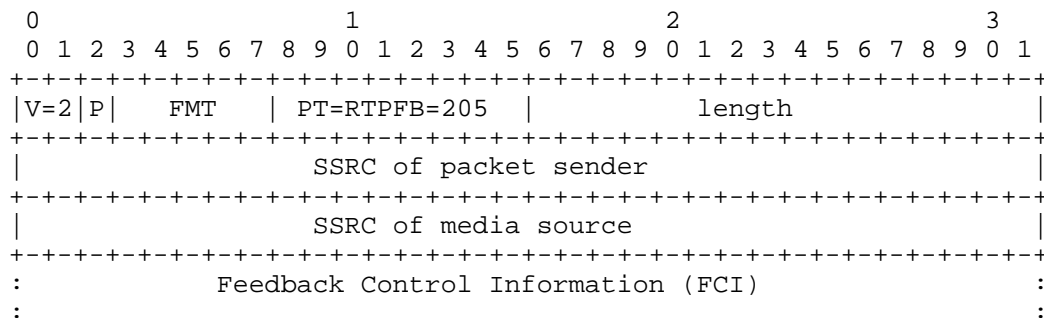 0                   1                   2                   3
 0 1 2 3 4 5 6 7 8 9 0 1 2 3 4 5 6 7 8 9 0 1 2 3 4 5 6 7 8 9 0 1
+-+-+-+-+-+-+-+-+-+-+-+-+-+-+-+-+-+-+-+-+-+-+-+-+-+-+-+-+-+-+-+-+
|V=2|P|   FMT   | PT=RTPFB=205  |          length               |
+-+-+-+-+-+-+-+-+-+-+-+-+-+-+-+-+-+-+-+-+-+-+-+-+-+-+-+-+-+-+-+-+
|                  SSRC of packet sender                        |
+-+-+-+-+-+-+-+-+-+-+-+-+-+-+-+-+-+-+-+-+-+-+-+-+-+-+-+-+-+-+-+-+
|                  SSRC of media source                         |
+-+-+-+-+-+-+-+-+-+-+-+-+-+-+-+-+-+-+-+-+-+-+-+-+-+-+-+-+-+-+-+-+
:            Feedback Control Information (FCI)                 :
:                                                               :